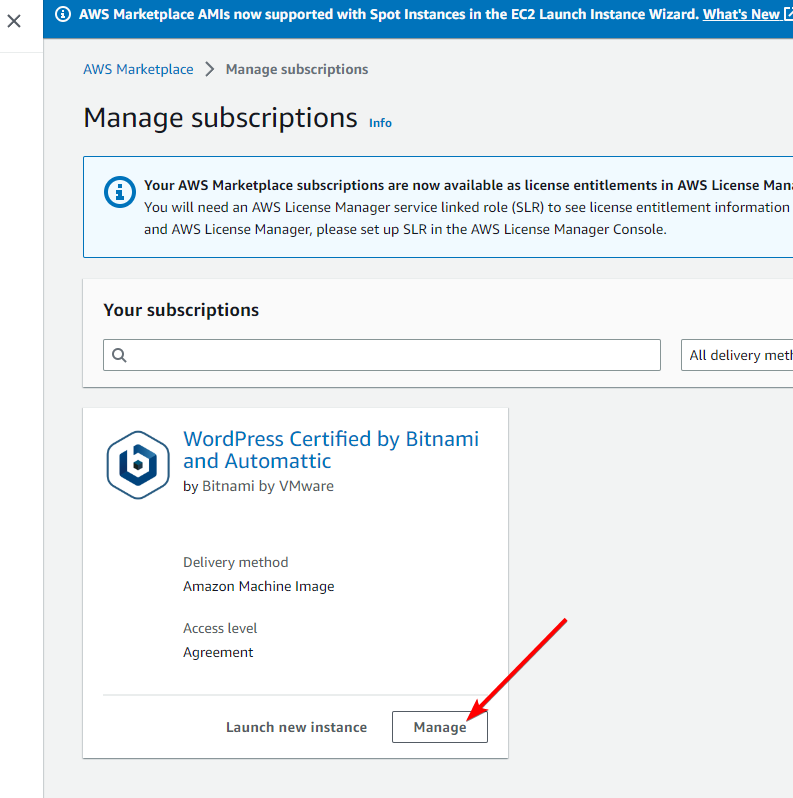 AWS Marketplace AMIs now supported with Spot Instances in the EC2 Launch Instance Wizard. What's New
AWS Marketplace > Manage subscriptions
Manage subscriptions Info
Your AWS Marketplace subscriptions are now available as license entitlements in AWS License Mana
You will need an AWS License Manager service linked role (SLR) to see license entitlement information
and AWS License Manager, please set up SLR in the AWS License Manager Console.
Your subscriptions
All delivery meth
WordPress Certified by Bitnami
and Automattic
by Bitnami by VMware
Delivery method
Amazon Machine Image
Access level
Agreement
Launch new instance Manage